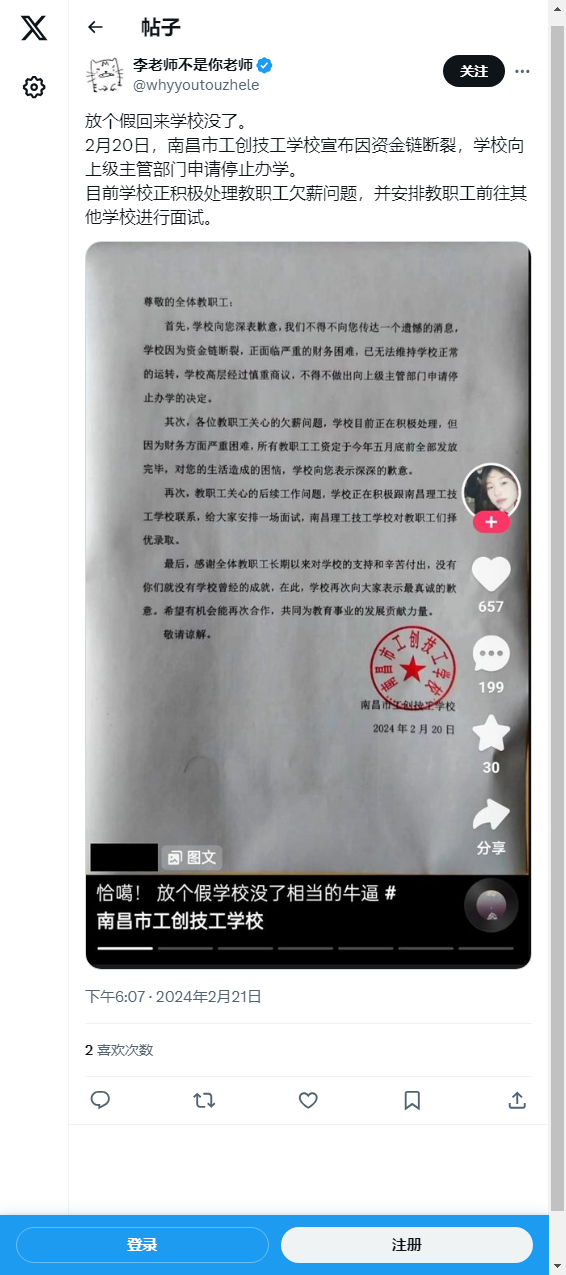 帖子
李老师不是你老师
@whyyoutouzhele
关注
放个假回来学校没了。
2月20日，南昌市工创技工学校宣布因资金链断裂，学校向
上级主管部门申请停止办学。
目前学校正积极处理教职工欠薪问题，并安排教职工前往其
他学校进行面试。
尊敬的全体教职工：
首先，学校向您深表歉意，我们不得不向您传达一个遗憾的消息，
学校因为资金链断裂，正面临严重的财务困难，已无法维持学校正常
的运转，学校高层经过慎重商议，不得不做出向上级主管部门申请停
止办学的决定。
其次，各位教职工关心的欠薪问题，学校目前正在积极处理，但
因为财务方面严重困难，所有教职工工资定于今年五月底前全部发放
完毕，对您的生活造成的困恼，学校向您表示深深的歉意。
再次，教职工关心的后续工作问题，学校正在积极跟南昌理工技
工学校联系，给大家安排一场面试，南昌理工技工学校对教职工们择
优录取。
最后，感谢全体教职工长期以来对学校的支持和辛苦付出，没有
你们就没有学校曾经的成就，在此，学校再次向大家表示最真诚的歉
意。希望有机会能再次合作，共同为教育事业的发展贡献力量。
敬请谅解。
南昌市工创技工学校
南昌市工创技工学校
2024年2月20日
657
199
30
分享
图文
恰噶！ 放个假学校没了相当的牛逼 #
南昌市工创技工学校
下午6:07 · 2024年2月21日
2 喜欢次数
登录
注册